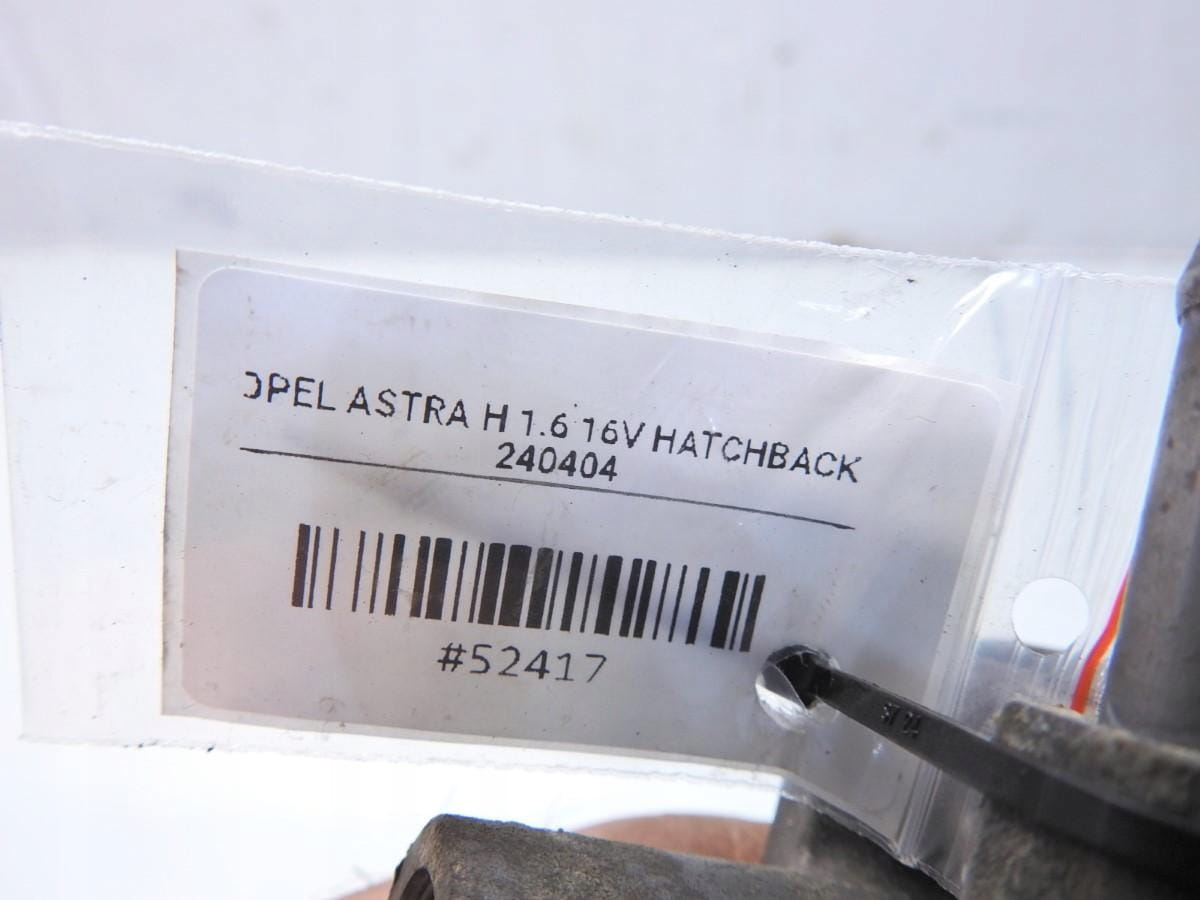 OPEL ASTRA H 1.6 16V HATCHBACK
240404
#52417